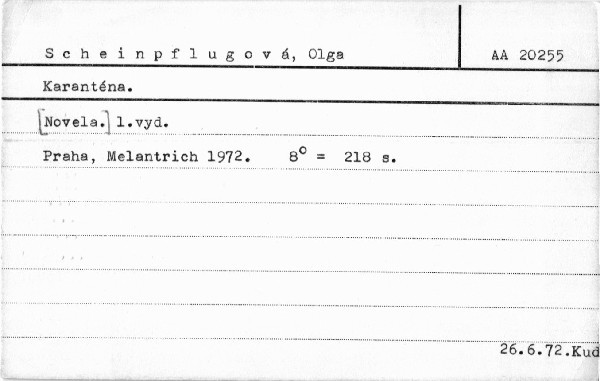 S c h e i n p f l u g o v á, Olga
AA 20255
Karanténa.
[Novela.] 1.vyd.
Praha, Melantrich 1972. 8° = 218 s.
26.6.72.Kud